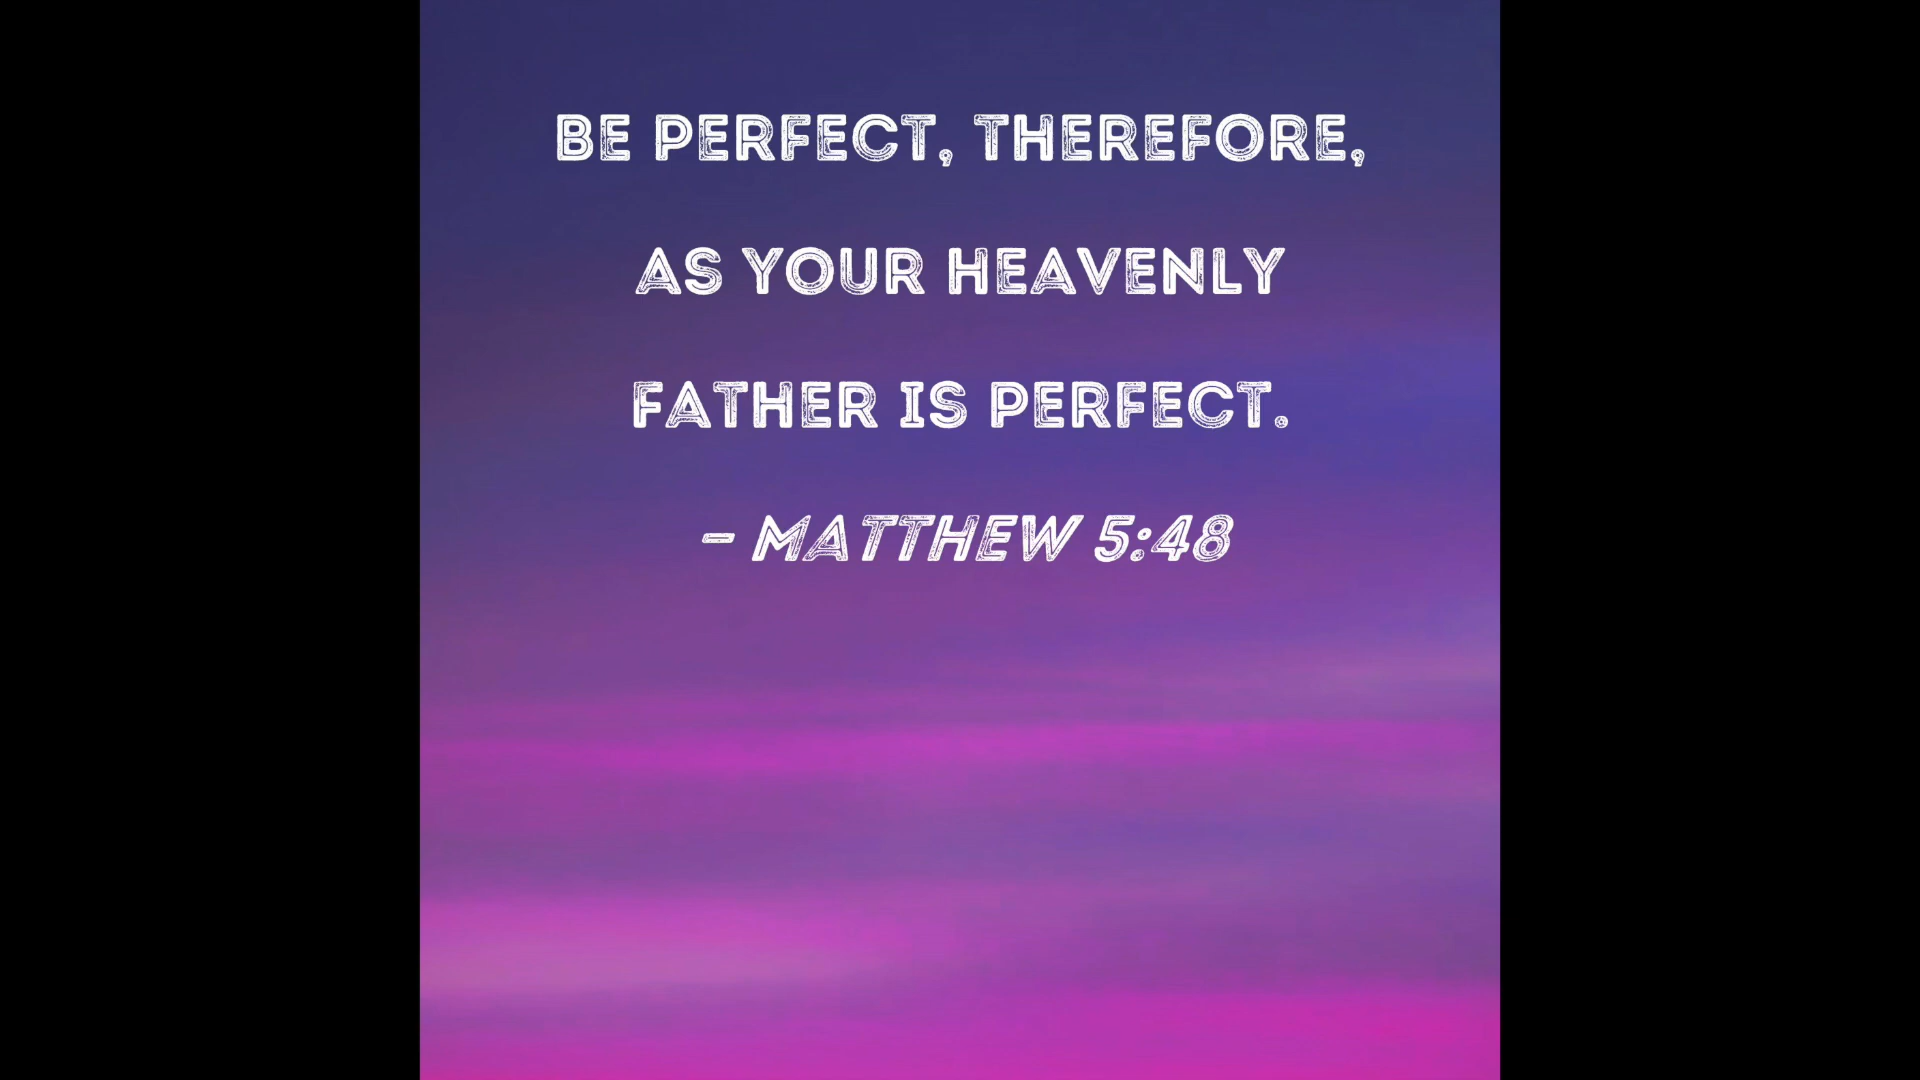 BE PERFECT, THEREFORE,
AS YOUR HEAVENLY
FATHER IS PERFECT.
- MATTHEW 5:48